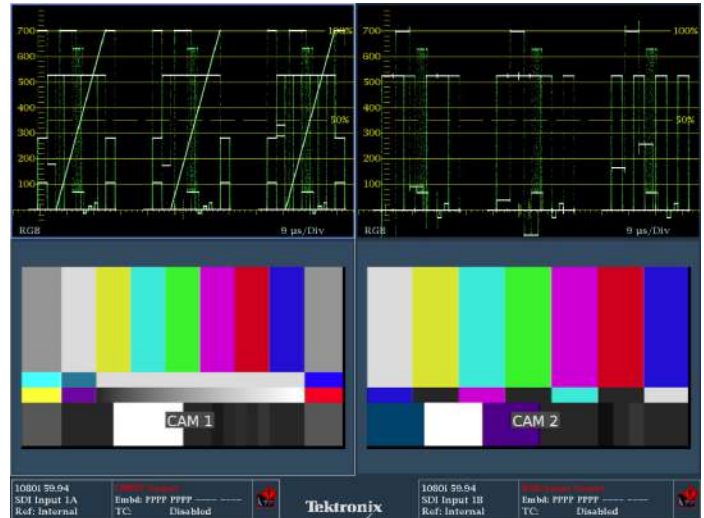 700
600
500
400
300
200
100
100%
50%
RGB
9 µs/Div
700
600
500
400
300
200
100
100%
50%
RGB
9 µs/Div
CAM 1
CAM 2
1080i 59.94
SDI Input 1A
Ref: Internal
Embd: PPPP PPPP ---- ----
TC: Disabled
Tektronix
1080i 59.94
SDI Input 1B
Ref: Internal
Embd: PPPP PPPP ---- ----
TC: Disabled